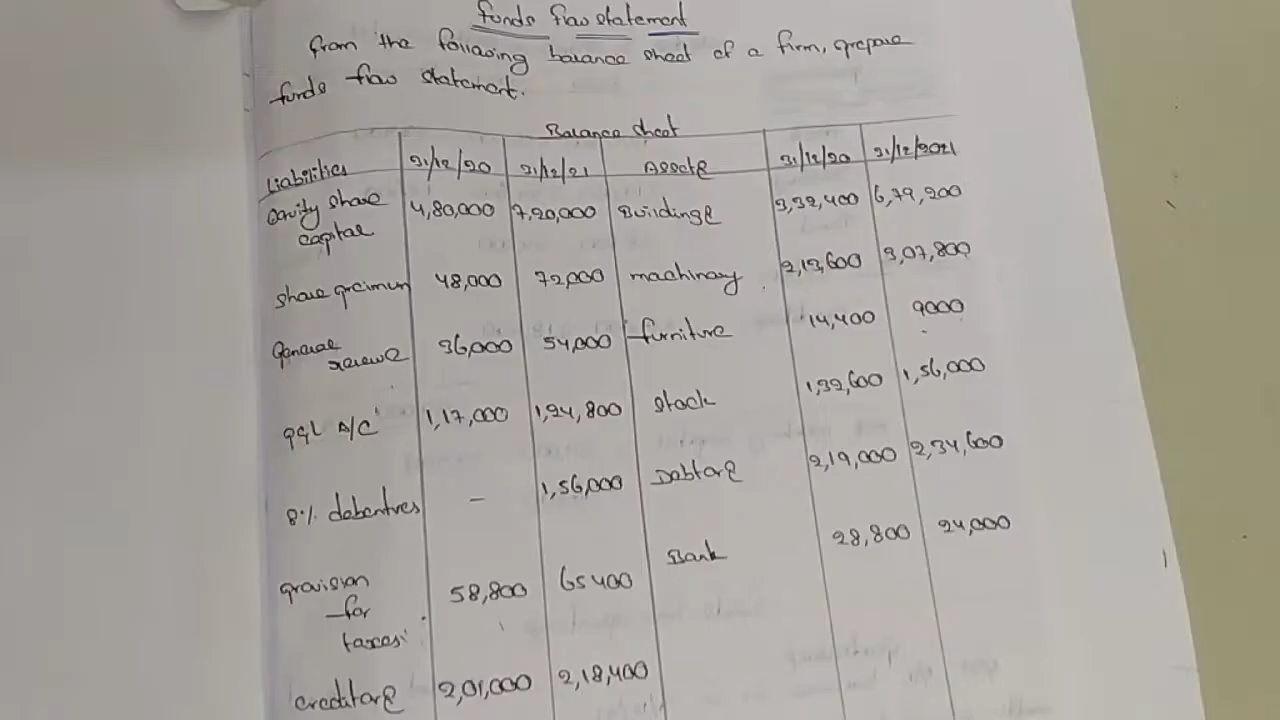 funds flow statement
from the following balance sheet of a firm, prepare
funds flow statement.
Balance sheet
Liabilities 31/12/20 31/12/21 Assets 31/12/20 31/12/2021
Equity share capital 4,80,000 7,20,000 Buildings 3,32,400 6,79,200
share premium 48,000 72,000 machinary 2,13,600 3,07,800
General reserve 36,000 54,000 furniture 14,400 9000
P&L A/C 1,17,000 1,24,800 stock 1,32,600 1,56,000
8% debentres - 1,56,000 Debtors 2,19,000 2,34,600
provision for taxes: 58,800 65400 Bank 28,800 24,000
creditors 2,01,000 2,18,400